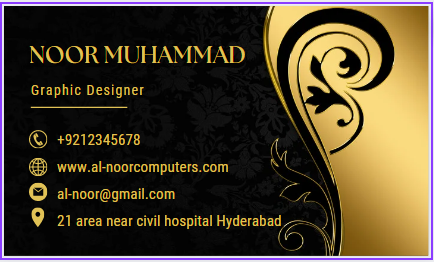 NOOR MUHAMMAD
Graphic Designer
+9212345678
www.al-noorcomputers.com
al-noor@gmail.com
21 area near civil hospital Hyderabad